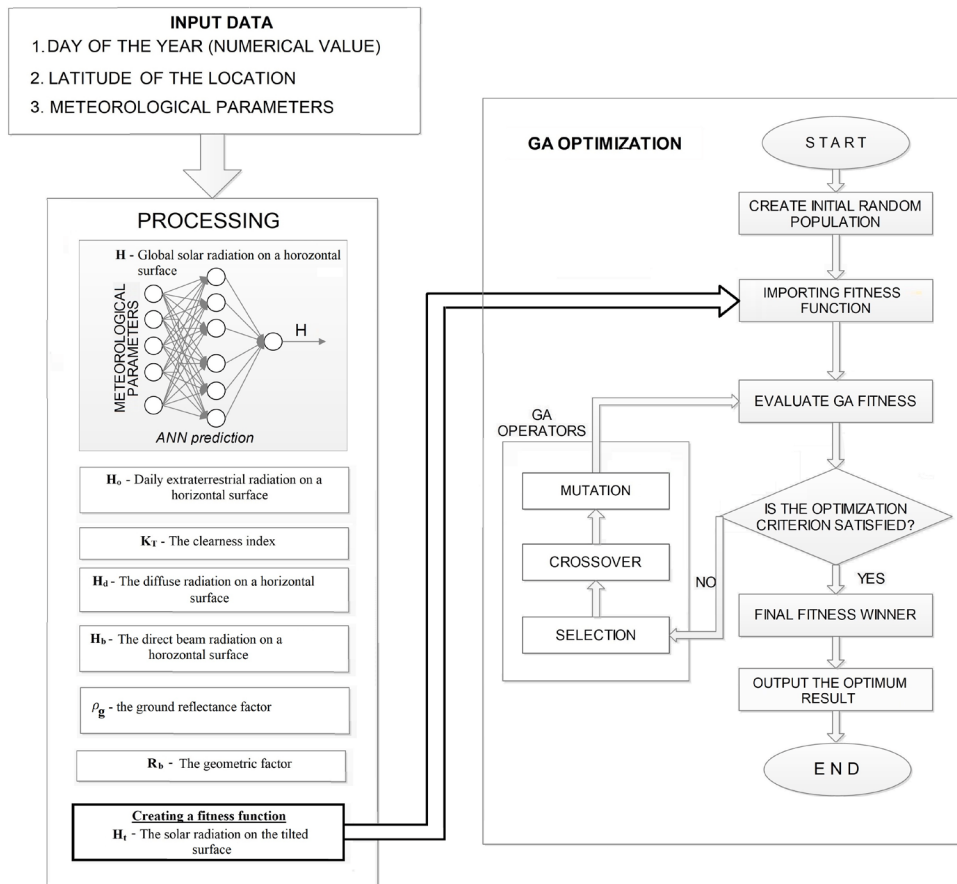 INPUT DATA
1. DAY OF THE YEAR (NUMERICAL VALUE)
2. LATITUDE OF THE LOCATION
3. METEOROLOGICAL PARAMETERS
PROCESSING
H - Global solar radiation on a horozontal
surface
METEOROLOGICAL
PARAMETERS
H
ANN prediction
Ho - Daily extraterrestrial radiation on a
horizontal surface
KT - The clearness index
Hd - The diffuse radiation on a horizontal
surface
Hb - The direct beam radiation on a
horozontal surface
ρg - the ground reflectance factor
Rb - The geometric factor
Creating a fitness function
Ht - The solar radiation on the tilted
surface
GA OPTIMIZATION
START
CREATE INITIAL RANDOM
POPULATION
IMPORTING FITNESS
FUNCTION
EVALUATE GA FITNESS
GA
OPERATORS
MUTATION
CROSSOVER
SELECTION
IS THE OPTIMIZATION
CRITERION SATISFIED?
NO
YES
FINAL FITNESS WINNER
OUTPUT THE OPTIMUM
RESULT
END